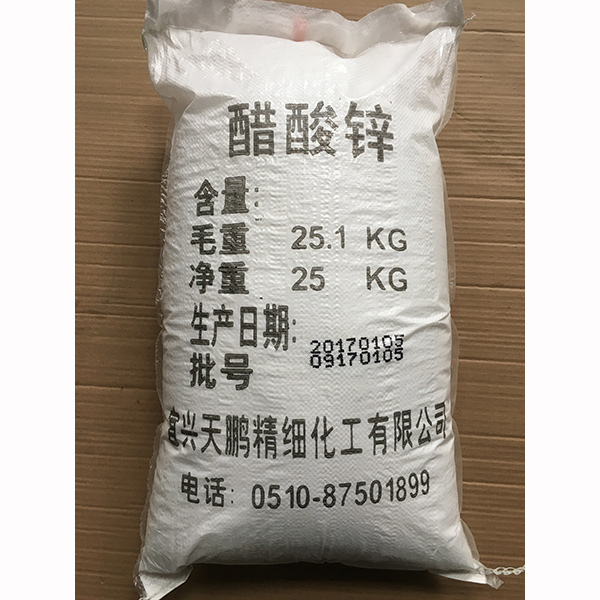 醋酸锌
含量:
毛重 25.1 KG
净重 25 KG
生产日期: 20170105
批号 09170105
宜兴天鹏精细化工有限公司
电话: 0510-87501899